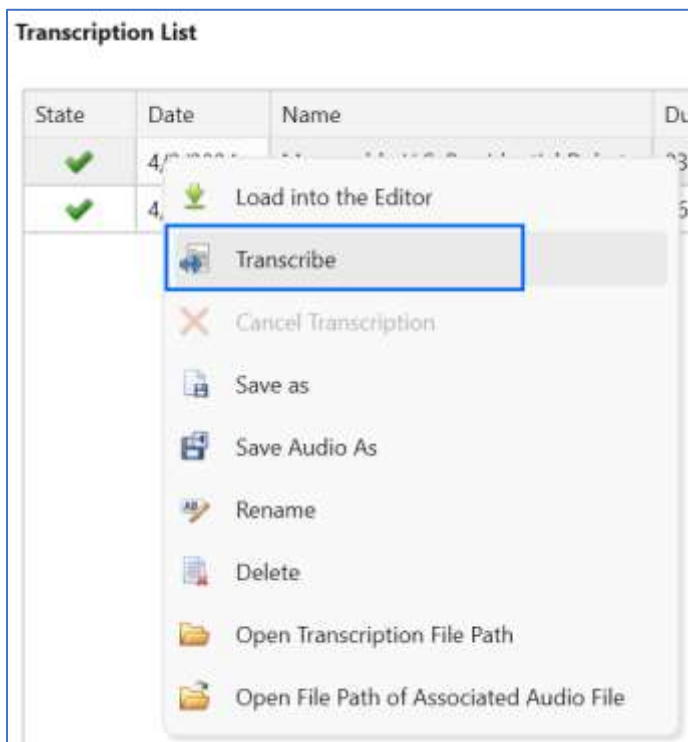 Transcription List
State Date Name Du
Load into the Editor
Transcribe
Cancel Transcription
Save as
Save Audio As
Rename
Delete
Open Transcription File Path
Open File Path of Associated Audio File